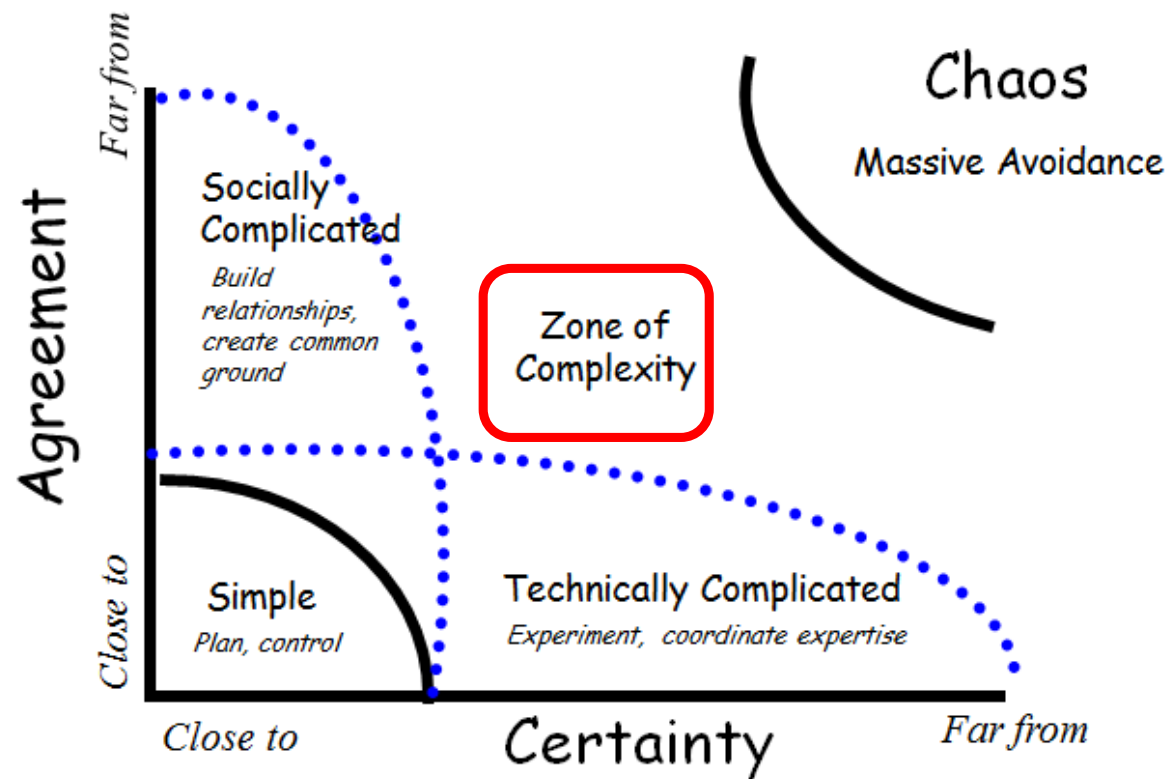 Far from
Chaos
Massive Avoidance
Socially
Complicated
Build
relationships,
create common
ground
Zone of
Complexity
Agreement
Simple
Plan, control
Technically Complicated
Experiment, coordinate expertise
Close to
Close to
Certainty
Far from